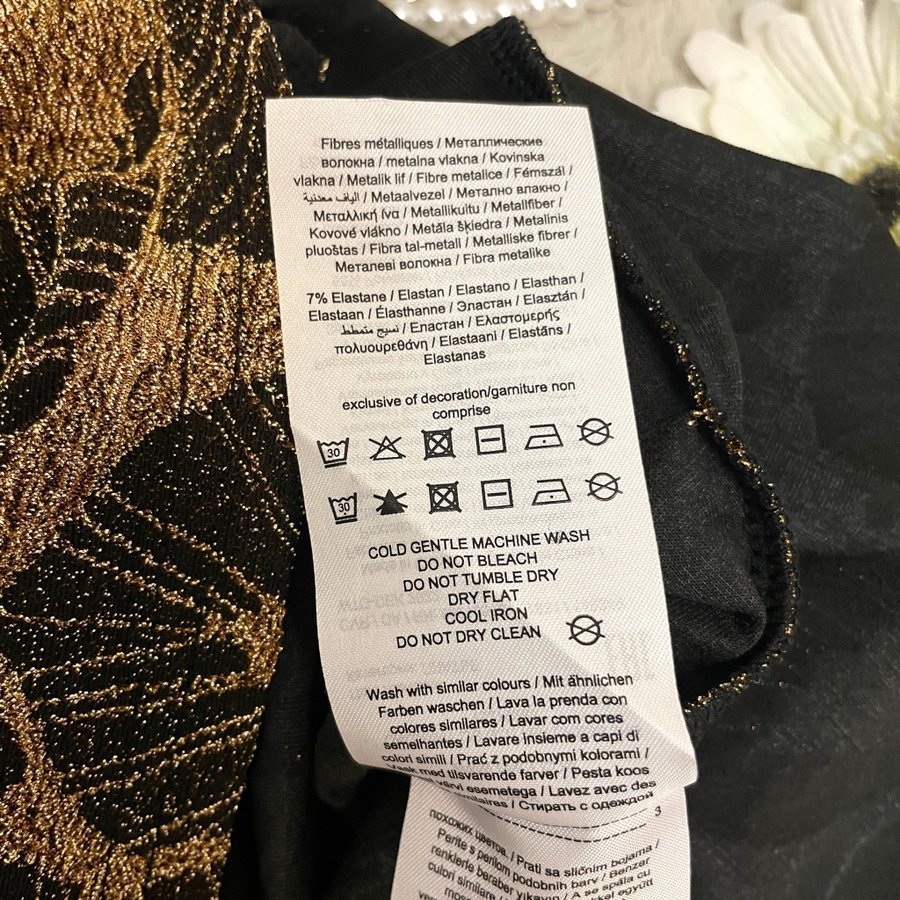 Fibres métalliques / Металлические
волокна / metalna vlakna / Kovinska
vlakna / Metalik lif / Fibre metalice / Fémszál /
الياف معدنية / Metaalvezel / Метално влакно /
Μεταλλική ίνα / Metallikuitu / Metallfiber /
Kovové vlákno / Metāla šķiedra / Metalinis
pluoštas / Fibra tal-metall / Metalliske fibrer /
Металеві волокна / Fibra metalike
7% Elastane / Elastan / Elastano / Elasthan /
Elastaan / Élasthanne / Эластан / Elasztán /
نسيج متمطط / Еластан / Ελαστομερής
πολυουρεθάνη / Elastaani / Elastāns /
Elastanas
exclusive of decoration/garniture non
comprise
30
30
COLD GENTLE MACHINE WASH
DO NOT BLEACH
DO NOT TUMBLE DRY
DRY FLAT
COOL IRON
DO NOT DRY CLEAN
Wash with similar colours / Mit ähnlichen
Farben waschen / Lava la prenda con
colores similares / Lavar com cores
semelhantes / Lavare insieme a capi di
colori simili / Prać z podobnymi kolorami /
Vask med tilsvarende farver / Pesta koos
värvi esemetega / Lavez avec des
similaires / Стирать с одеждой
3
похожих цветов. / Prati sa sličnim bojama /
Perite s perilom podobnih barv / Benzer
renklerle beraber yıkayın / A se spăla cu
culori similare /